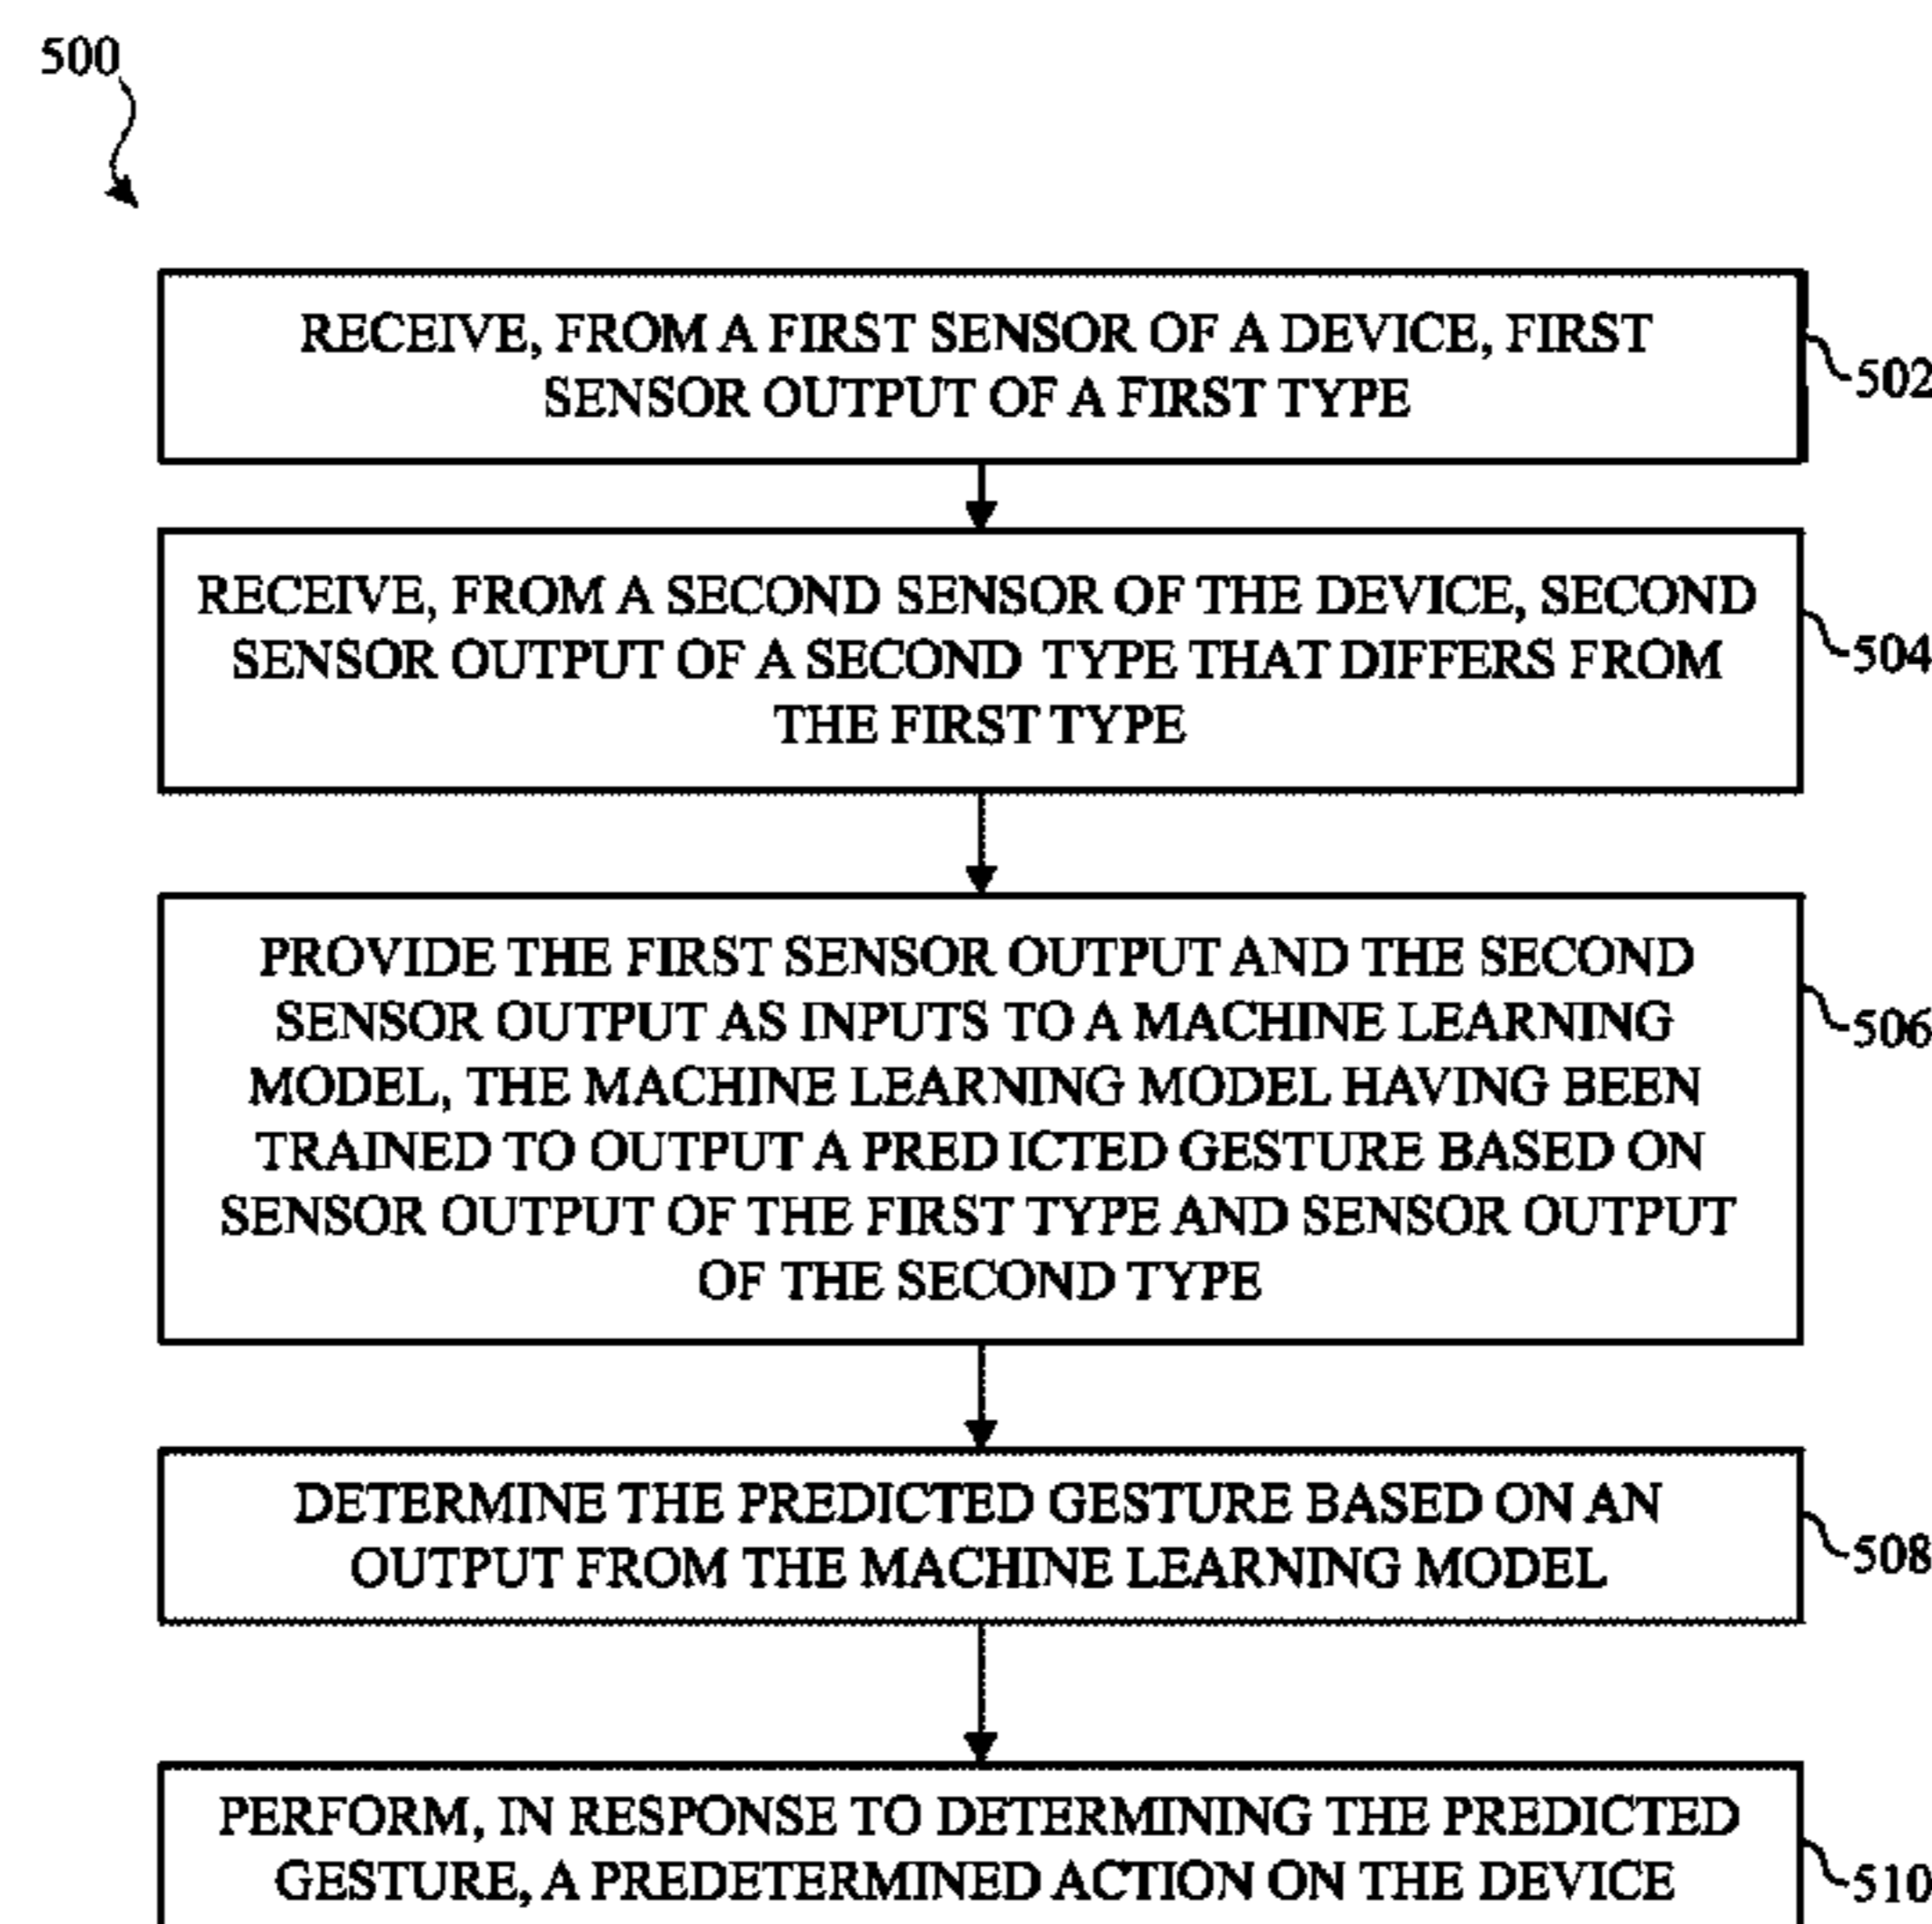 500
RECEIVE, FROM A FIRST SENSOR OF A DEVICE, FIRST
SENSOR OUTPUT OF A FIRST TYPE
502
RECEIVE, FROM A SECOND SENSOR OF THE DEVICE, SECOND
SENSOR OUTPUT OF A SECOND TYPE THAT DIFFERS FROM
THE FIRST TYPE
504
PROVIDE THE FIRST SENSOR OUTPUT AND THE SECOND
SENSOR OUTPUT AS INPUTS TO A MACHINE LEARNING
MODEL, THE MACHINE LEARNING MODEL HAVING BEEN
TRAINED TO OUTPUT A PRED ICTED GESTURE BASED ON
SENSOR OUTPUT OF THE FIRST TYPE AND SENSOR OUTPUT
OF THE SECOND TYPE
506
DETERMINE THE PREDICTED GESTURE BASED ON AN
OUTPUT FROM THE MACHINE LEARNING MODEL
508
PERFORM, IN RESPONSE TO DETERMINING THE PREDICTED
GESTURE, A PREDETERMINED ACTION ON THE DEVICE
510